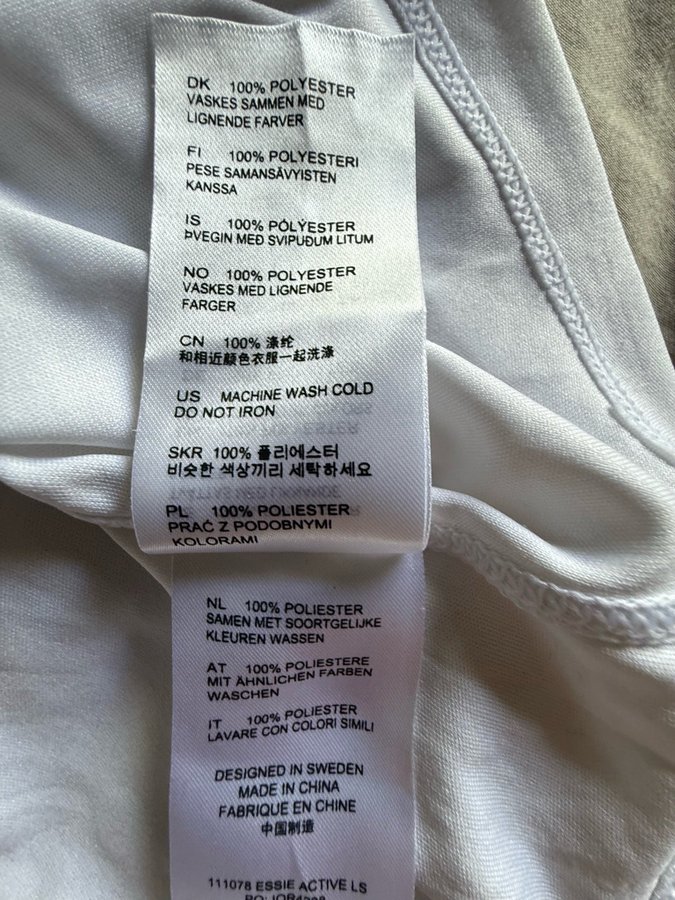 DK 100% POLYESTER
VASKES SAMMEN MED
LIGNENDE FARVER
FI 100% POLYESTERI
PESE SAMANSÄVYISTEN
KANSSA
IS 100% PÓLÝESTER
ÞVEGIN MEÐ SVIPUÐUM LITUM
NO 100% POLYESTER
VASKES MED LIGNENDE
FARGER
CN 100% 涤纶
和相近颜色衣服一起洗涤
US MACHINE WASH COLD
DO NOT IRON
SKR 100% 폴리에스터
비슷한 색상끼리 세탁하세요
PL 100% POLIESTER
PRAĆ Z PODOBNYMI
KOLORAMI
NL 100% POLIESTER
SAMEN MET SOORTGELIJKE
KLEUREN WASSEN
AT 100% POLIESTERE
MIT ÄHNLICHEN FARBEN
WASCHEN
IT 100% POLIESTER
LAVARE CON COLORI SIMILI
DESIGNED IN SWEDEN
MADE IN CHINA
FABRIQUE EN CHINE
中国制造
111078 ESSIE ACTIVE LS